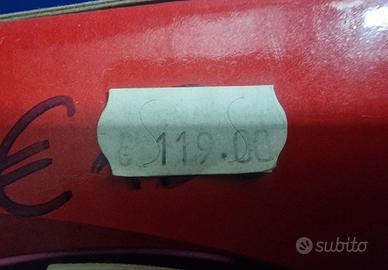 € 119.00
€
subito